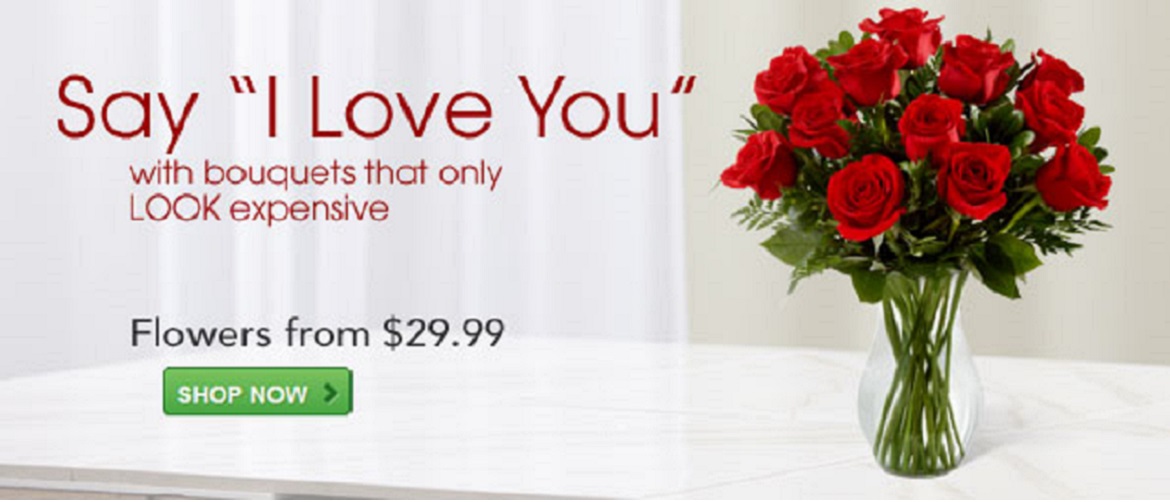 Say “I Love You“
with bouquets that only
LOOK expensive
Flowers from $29.99
SHOP NOW >